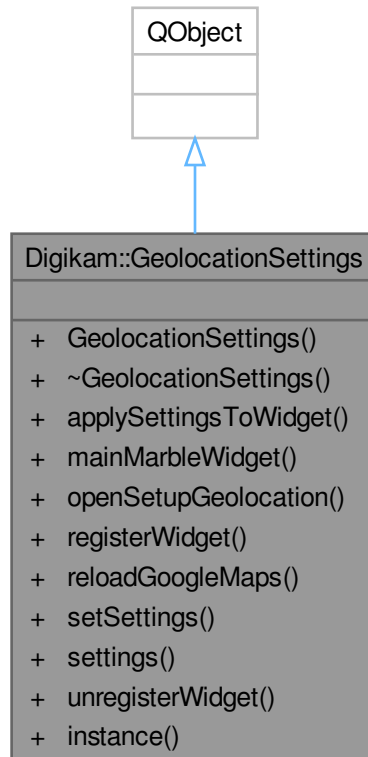 QObject
Digikam::GeolocationSettings
+ GeolocationSettings()
+ ~GeolocationSettings()
+ applySettingsToWidget()
+ mainMarbleWidget()
+ openSetupGeolocation()
+ registerWidget()
+ reloadGoogleMaps()
+ setSettings()
+ settings()
+ unregisterWidget()
+ instance()